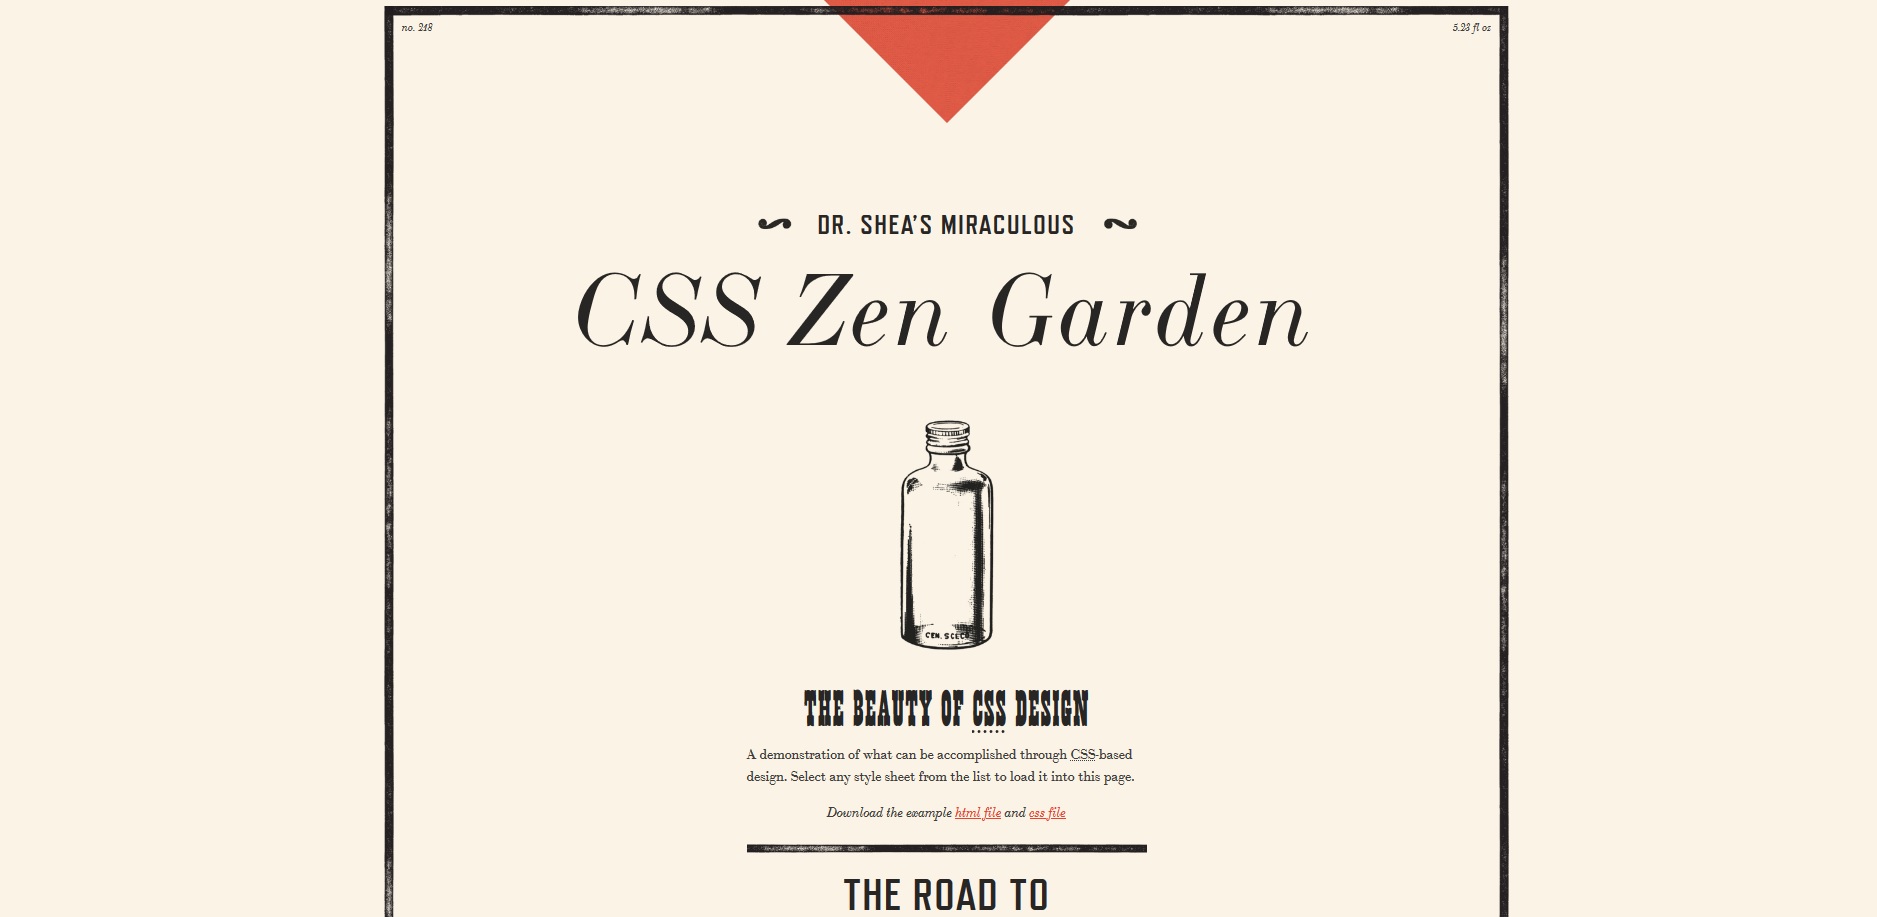 no. 218
5.23 fl oz
DR. SHEA'S MIRACULOUS
CSS Zen Garden
THE BEAUTY OF CSS DESIGN
A demonstration of what can be accomplished through CSS-based
design. Select any style sheet from the list to load it into this page.
Download the example html file and css file
THE ROAD TO